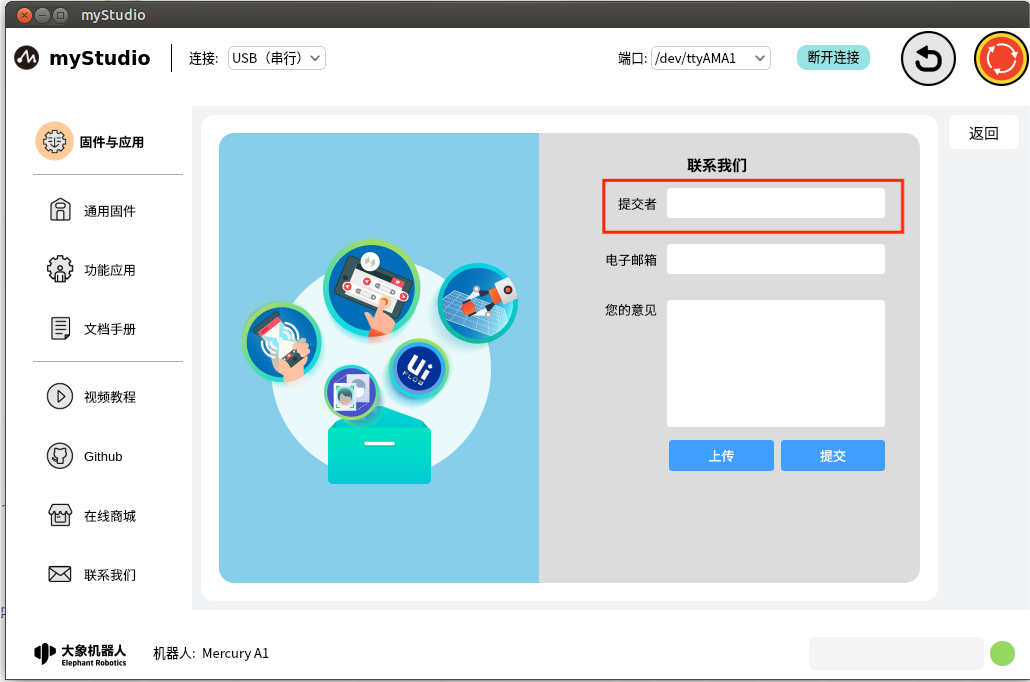 myStudio
myStudio
连接:
USB（串行）
端口:
/dev/ttyAMA1
断开连接
固件与应用
通用固件
功能应用
文档手册
视频教程
Github
在线商城
联系我们
返回
联系我们
提交者
电子邮箱
您的意见
上传
提交
Ui
FLOW
大象机器人
Elephant Robotics
机器人: Mercury A1